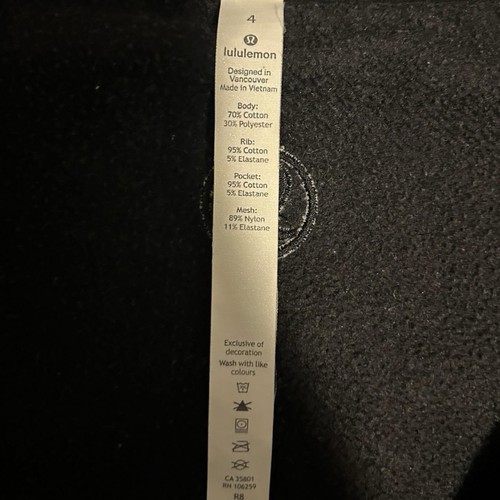 4
lululemon
Designed in
Vancouver
Made in Vietnam
Body:
70% Cotton
30% Polyester
Rib:
95% Cotton
5% Elastane
Pocket:
95% Cotton
5% Elastane
Mesh:
89% Nylon
11% Elastane
Exclusive of
decoration
Wash with like
colours
CA 35801
RN 106259
R8